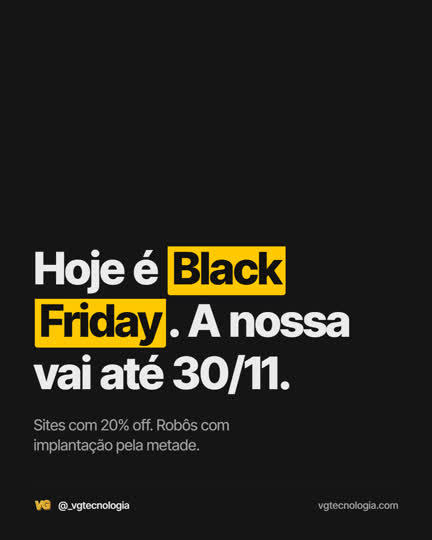 Hoje é Black
Friday. A nossa
vai até 30/11.
Sites com 20% off. Robôs com
implantação pela metade.
VG @_vgtecnologia
vgtecnologia.com